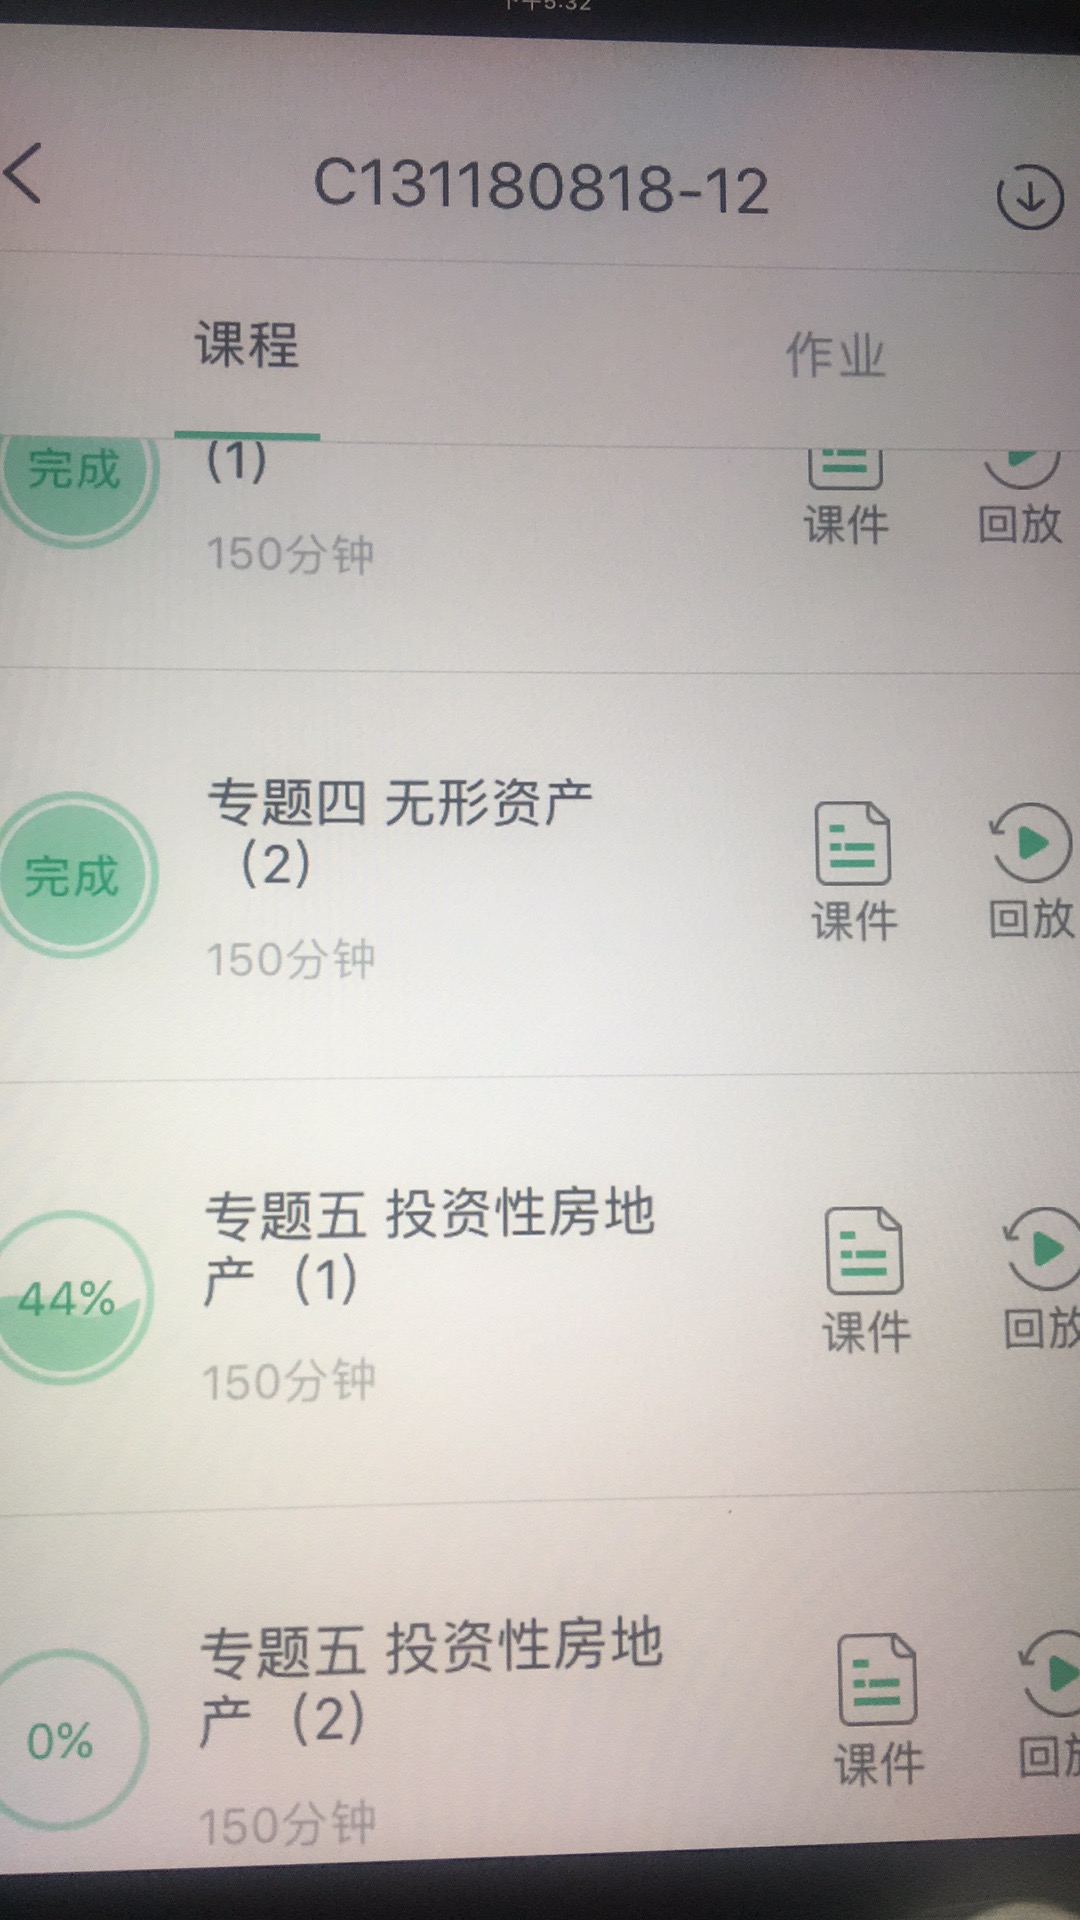 C131180818-12
课程
作业
完成
(1)
150分钟
课件
回放
完成
专题四 无形资产
（2）
150分钟
课件
回放
44%
专题五 投资性房地
产（1）
150分钟
课件
回放
0%
专题五 投资性房地
产（2）
150分钟
课件
回放